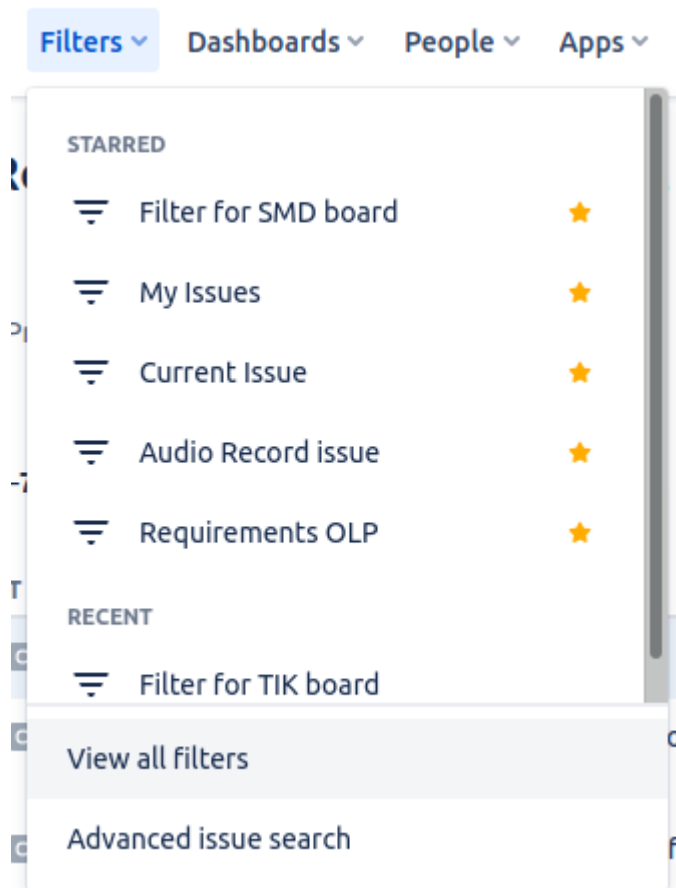 Filters Dashboards People Apps
STARRED
Filter for SMD board
My Issues
Current Issue
Audio Record issue
Requirements OLP
RECENT
Filter for TIK board
View all filters
Advanced issue search